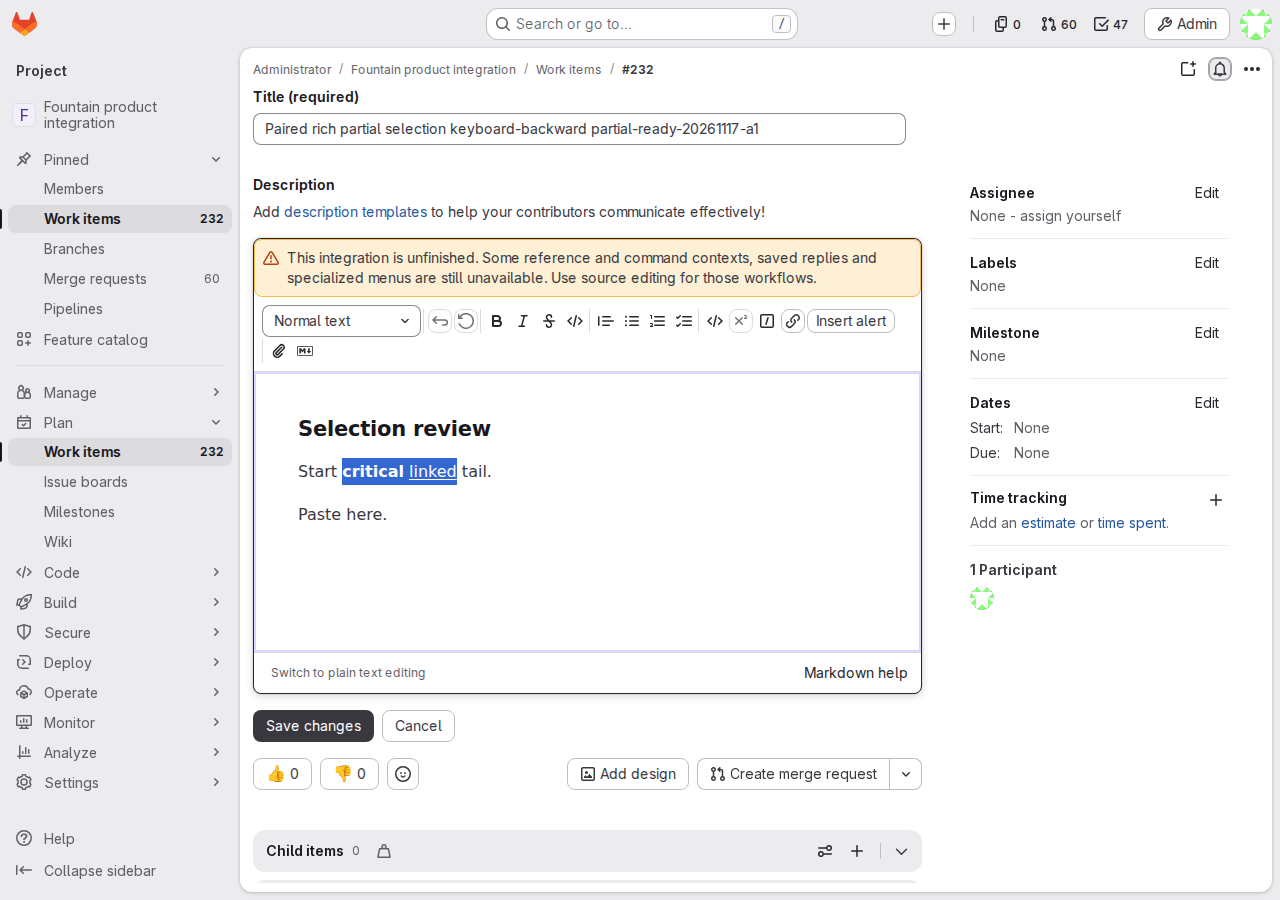 Search or go to...
/
0
60
47
Admin
Project
F
Fountain product integration
Pinned
Members
Work items 232
Branches
Merge requests 60
Pipelines
Feature catalog
Manage
Plan
Work items 232
Issue boards
Milestones
Wiki
Code
Build
Secure
Deploy
Operate
Monitor
Analyze
Settings
Help
Collapse sidebar
Administrator / Fountain product integration / Work items / #232
Title (required)
Paired rich partial selection keyboard-backward partial-ready-20261117-a1
Description
Add description templates to help your contributors communicate effectively!
This integration is unfinished. Some reference and command contexts, saved replies and
specialized menus are still unavailable. Use source editing for those workflows.
Normal text
Insert alert
Selection review
Start critical linked tail.
Paste here.
Switch to plain text editing
Markdown help
Save changes
Cancel
👍 0
👎 0
Add design
Create merge request
Child items 0
Assignee Edit
None - assign yourself
Labels Edit
None
Milestone Edit
None
Dates Edit
Start: None
Due: None
Time tracking
Add an estimate or time spent.
1 Participant